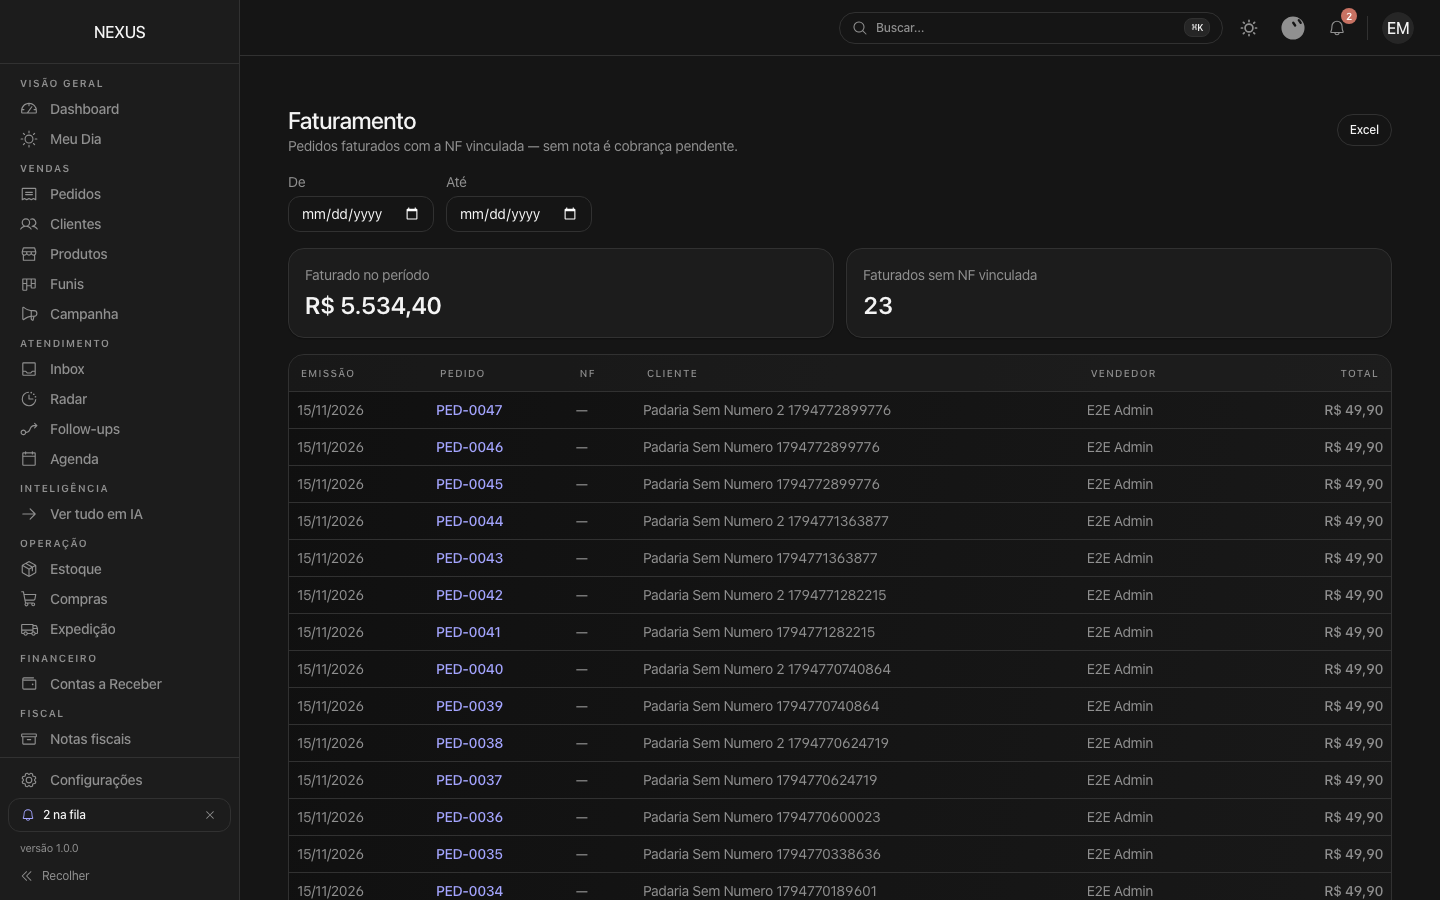 NEXUS
Buscar...
⌘K
2
EM
VISÃO GERAL
Dashboard
Meu Dia
VENDAS
Pedidos
Clientes
Produtos
Funis
Campanha
ATENDIMENTO
Inbox
Radar
Follow-ups
Agenda
INTELIGÊNCIA
Ver tudo em IA
OPERAÇÃO
Estoque
Compras
Expedição
FINANCEIRO
Contas a Receber
FISCAL
Notas fiscais
Configurações
2 na fila
versão 1.0.0
Recolher
Faturamento
Pedidos faturados com a NF vinculada — sem nota é cobrança pendente.
Excel
De Até
mm/dd/yyyy mm/dd/yyyy
Faturado no período
R$ 5.534,40
Faturados sem NF vinculada
23
EMISSÃO PEDIDO NF CLIENTE VENDEDOR TOTAL
15/11/2026 PED-0047 — Padaria Sem Numero 2 1794772899776 E2E Admin R$ 49,90
15/11/2026 PED-0046 — Padaria Sem Numero 1794772899776 E2E Admin R$ 49,90
15/11/2026 PED-0045 — Padaria Sem Numero 1794772899776 E2E Admin R$ 49,90
15/11/2026 PED-0044 — Padaria Sem Numero 2 1794771363877 E2E Admin R$ 49,90
15/11/2026 PED-0043 — Padaria Sem Numero 1794771363877 E2E Admin R$ 49,90
15/11/2026 PED-0042 — Padaria Sem Numero 2 1794771282215 E2E Admin R$ 49,90
15/11/2026 PED-0041 — Padaria Sem Numero 1794771282215 E2E Admin R$ 49,90
15/11/2026 PED-0040 — Padaria Sem Numero 2 1794770740864 E2E Admin R$ 49,90
15/11/2026 PED-0039 — Padaria Sem Numero 1794770740864 E2E Admin R$ 49,90
15/11/2026 PED-0038 — Padaria Sem Numero 2 1794770624719 E2E Admin R$ 49,90
15/11/2026 PED-0037 — Padaria Sem Numero 1794770624719 E2E Admin R$ 49,90
15/11/2026 PED-0036 — Padaria Sem Numero 1794770600023 E2E Admin R$ 49,90
15/11/2026 PED-0035 — Padaria Sem Numero 1794770338636 E2E Admin R$ 49,90
15/11/2026 PED-0034 — Padaria Sem Numero 1794770189601 E2E Admin R$ 49,90